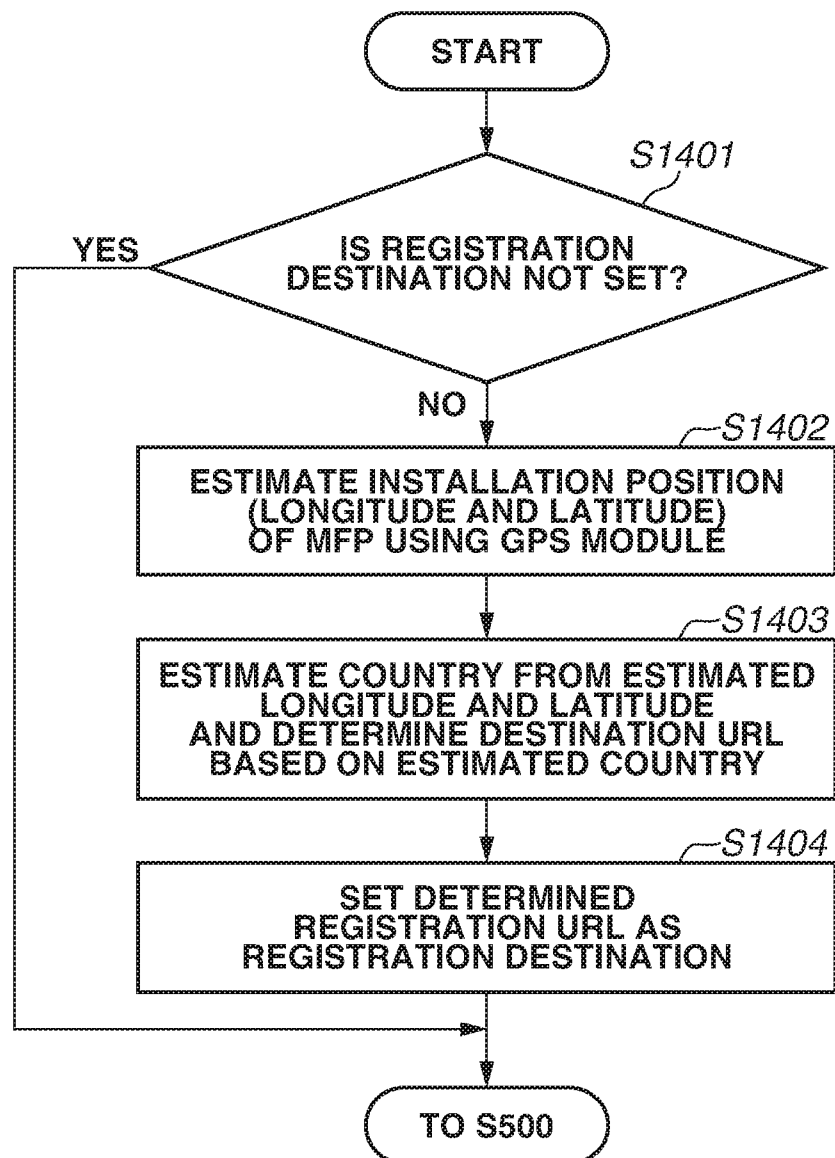 START
S1401
YES
IS REGISTRATION
DESTINATION NOT SET?
NO
S1402
ESTIMATE INSTALLATION POSITION
(LONGITUDE AND LATITUDE)
OF MFP USING GPS MODULE
S1403
ESTIMATE COUNTRY FROM ESTIMATED
LONGITUDE AND LATITUDE
AND DETERMINE DESTINATION URL
BASED ON ESTIMATED COUNTRY
S1404
SET DETERMINED
REGISTRATION URL AS
REGISTRATION DESTINATION
TO S500